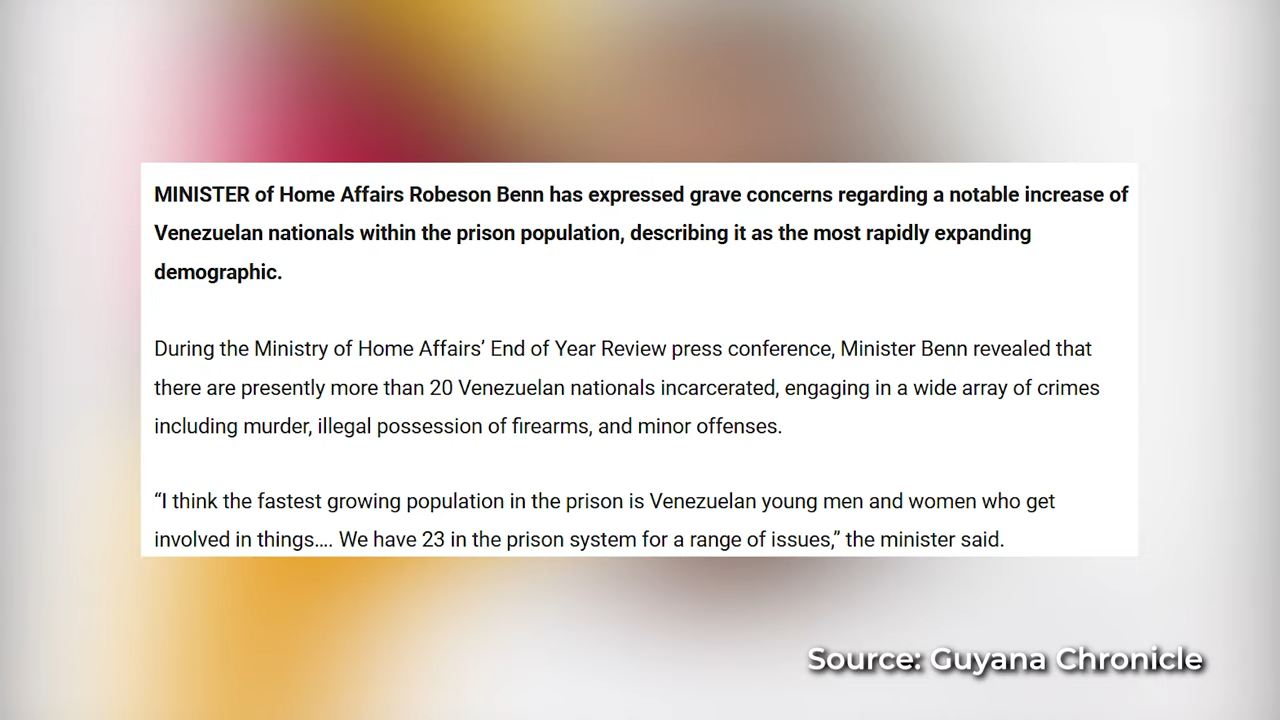 MINISTER of Home Affairs Robeson Benn has expressed grave concerns regarding a notable increase of
Venezuelan nationals within the prison population, describing it as the most rapidly expanding
demographic.
During the Ministry of Home Affairs’ End of Year Review press conference, Minister Benn revealed that
there are presently more than 20 Venezuelan nationals incarcerated, engaging in a wide array of crimes
including murder, illegal possession of firearms, and minor offenses.
“I think the fastest growing population in the prison is Venezuelan young men and women who get
involved in things…. We have 23 in the prison system for a range of issues,” the minister said.
Source: Guyana Chronicle